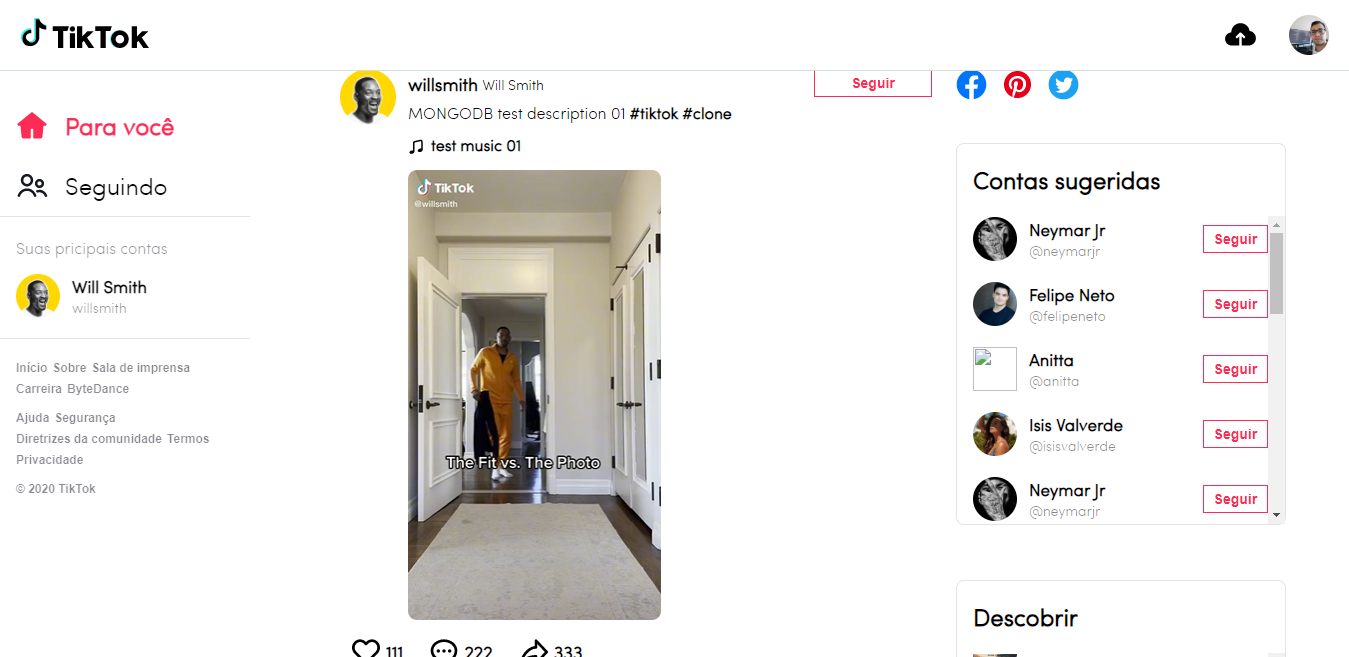 TikTok
Para você
Seguindo
Suas pricipais contas
Will Smith
willsmith
Início Sobre Sala de imprensa
Carreira ByteDance
Ajuda Segurança
Diretrizes da comunidade Termos
Privacidade
© 2020 TikTok
willsmith Will Smith
Seguir
MONGODB test description 01 #tiktok #clone
test music 01
TikTok
@willsmith
The Fit vs. The Photo
111 222 333
Contas sugeridas
Neymar Jr
@neymarjr
Seguir
Felipe Neto
@felipeneto
Seguir
Anitta
@anitta
Seguir
Isis Valverde
@isisvalverde
Seguir
Neymar Jr
@neymarjr
Seguir
Descobrir